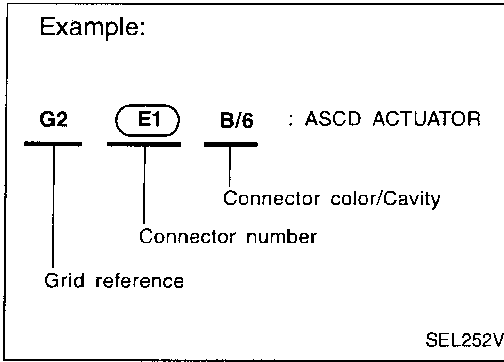 Example:
G2 E1 B/6 : ASCD ACTUATOR
Connector color/Cavity
Connector number
Grid reference
SEL252V